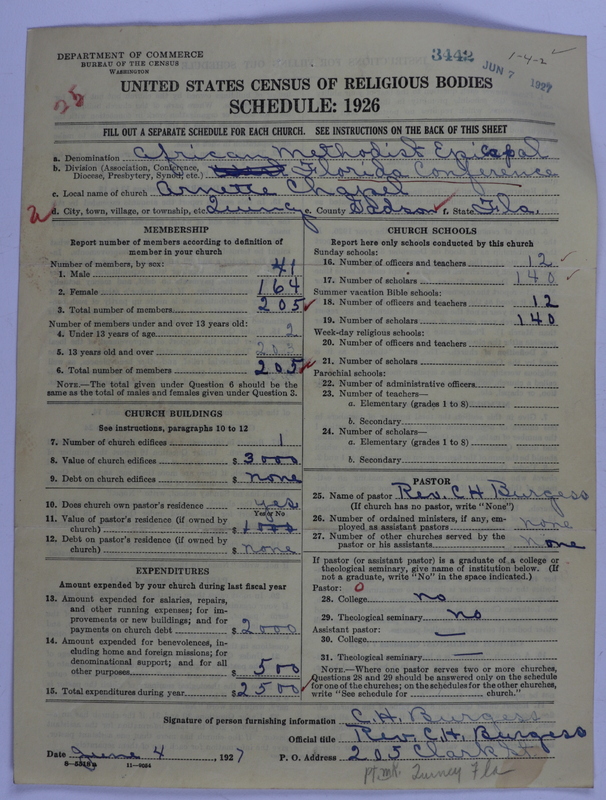 DEPARTMENT OF COMMERCE
BUREAU OF THE CENSUS
WASHINGTON
3442 JUN 7 1927 1-4-2
UNITED STATES CENSUS OF RELIGIOUS BODIES
SCHEDULE: 1926
FILL OUT A SEPARATE SCHEDULE FOR EACH CHURCH. SEE INSTRUCTIONS ON THE BACK OF THIS SHEET
a. Denomination African Methodist Episcopal
b. Division (Association, Conference,
Diocese, Presbytery, Synod, etc.) Florida Conference
c. Local name of church Arnette Chapel
d. City, town, village, or township, etc. Quincy e. County Gadson f. State Fla.
MEMBERSHIP
Report number of members according to definition of
member in your church
Number of members, by sex:
1. Male 41
2. Female 164
3. Total number of members 205
Number of members under and over 13 years old:
4. Under 13 years of age 2
5. 13 years old and over 203
6. Total number of members 205
NOTE.—The total given under Question 6 should be the
same as the total of males and females given under Question 3.
CHURCH BUILDINGS
See instructions, paragraphs 10 to 12
7. Number of church edifices 1
8. Value of church edifices $ 3000
9. Debt on church edifices $ none
10. Does church own pastor's residence yes
Yes or No
11. Value of pastor's residence (if owned by
church) $ 1000
12. Debt on pastor's residence (if owned by
church) $ none
EXPENDITURES
Amount expended by your church during last fiscal year
13. Amount expended for salaries, repairs,
and other running expenses; for im-
provements or new buildings; and for
payments on church debt $ 2000
14. Amount expended for benevolences, in-
cluding home and foreign missions; for
denominational support; and for all
other purposes $ 500
15. Total expenditures during year $ 2500
CHURCH SCHOOLS
Report here only schools conducted by this church
Sunday schools:
16. Number of officers and teachers 12
17. Number of scholars 140
Summer vacation Bible schools:
18. Number of officers and teachers 12
19. Number of scholars 140
Week-day religious schools:
20. Number of officers and teachers
21. Number of scholars
Parochial schools:
22. Number of administrative officers
23. Number of teachers—
a. Elementary (grades 1 to 8)
b. Secondary
24. Number of scholars—
a. Elementary (grades 1 to 8)
b. Secondary
PASTOR
25. Name of pastor Rev. C H Burgess
(If church has no pastor, write "None")
26. Number of ordained ministers, if any, em-
ployed as assistant pastors none
27. Number of other churches served by the
pastor or his assistants none
If pastor (or assistant pastor) is a graduate of a college or
theological seminary, give name of institution below. (If
not a graduate, write "No" in the space indicated.)
Pastor: 0
28. College no
29. Theological seminary no
Assistant pastor:
30. College —
31. Theological seminary —
NOTE.—Where one pastor serves two or more churches,
Questions 28 and 29 should be answered only on the schedule
for one of the churches; on the schedules for the other churches,
write "See schedule for church."
Signature of person furnishing information C. H. Burgess
Official title Rev. C. H. Burgess
Date June 4, 1927 P. O. Address 205 Clark St.
11—9054
pt mk. Quincy Fla